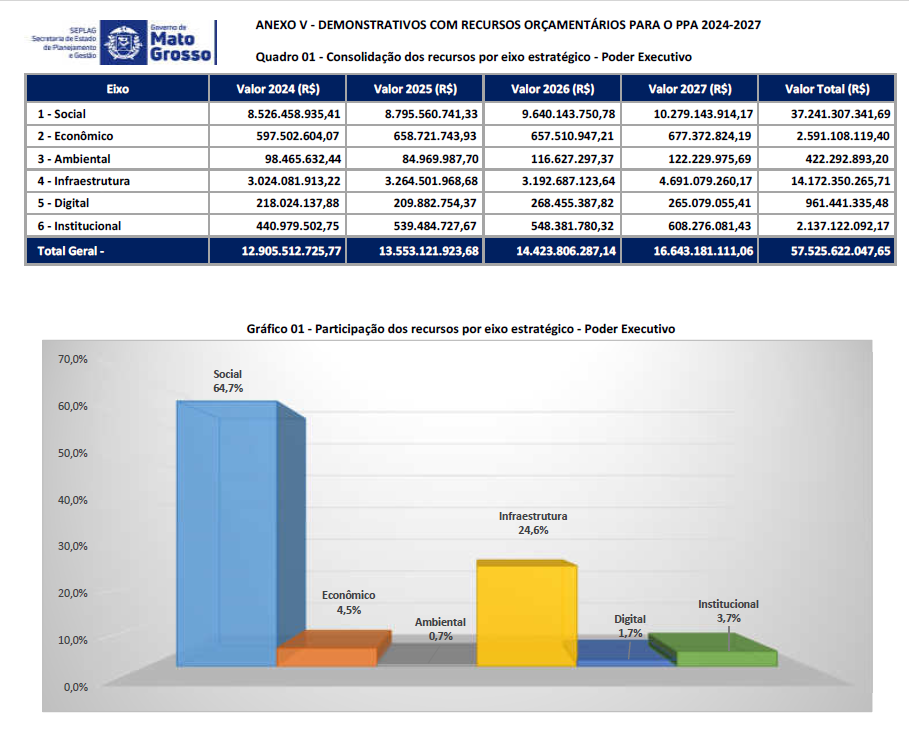 SEPLAG
Secretaria de Estado
de Planejamento
e Gestão
Governo de
Mato
Grosso
ANEXO V - DEMONSTRATIVOS COM RECURSOS ORÇAMENTÁRIOS PARA O PPA 2024-2027
Quadro 01 - Consolidação dos recursos por eixo estratégico - Poder Executivo
Eixo Valor 2024 (R$) Valor 2025 (R$) Valor 2026 (R$) Valor 2027 (R$) Valor Total (R$)
1 - Social 8.526.458.935,41 8.795.560.741,33 9.640.143.750,78 10.279.143.914,17 37.241.307.341,69
2 - Econômico 597.502.604,07 658.721.743,93 657.510.947,21 677.372.824,19 2.591.108.119,40
3 - Ambiental 98.465.632,44 84.969.987,70 116.627.297,37 122.229.975,69 422.292.893,20
4 - Infraestrutura 3.024.081.913,22 3.264.501.968,68 3.192.687.123,64 4.691.079.260,17 14.172.350.265,71
5 - Digital 218.024.137,88 209.882.754,37 268.455.387,82 265.079.055,41 961.441.335,48
6 - Institucional 440.979.502,75 539.484.727,67 548.381.780,32 608.276.081,43 2.137.122.092,17
Total Geral - 12.905.512.725,77 13.553.121.923,68 14.423.806.287,14 16.643.181.111,06 57.525.622.047,65
Gráfico 01 - Participação dos recursos por eixo estratégico - Poder Executivo
70,0%
60,0%
50,0%
40,0%
30,0%
20,0%
10,0%
0,0%
Social
64,7%
Econômico
4,5%
Ambiental
0,7%
Infraestrutura
24,6%
Digital
1,7%
Institucional
3,7%